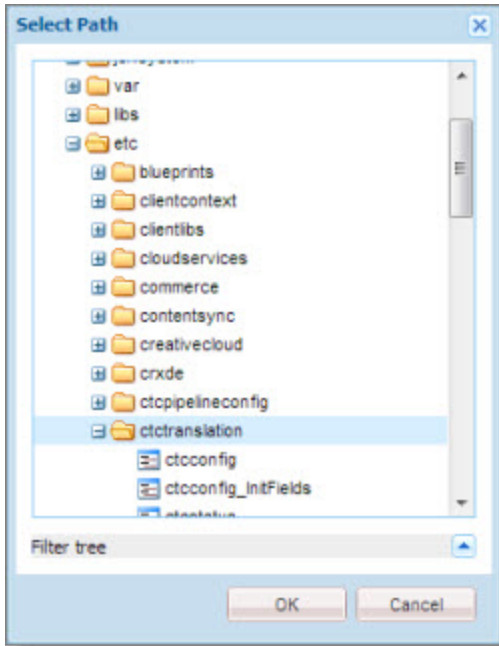 Select Path
var
libs
etc
blueprints
clientcontext
clientlibs
cloudservices
commerce
contentsync
creativecloud
crxde
ctcpipelineconfig
ctctranslation
ctcconfig
ctcconfig_InitFields
Filter tree
OK
Cancel